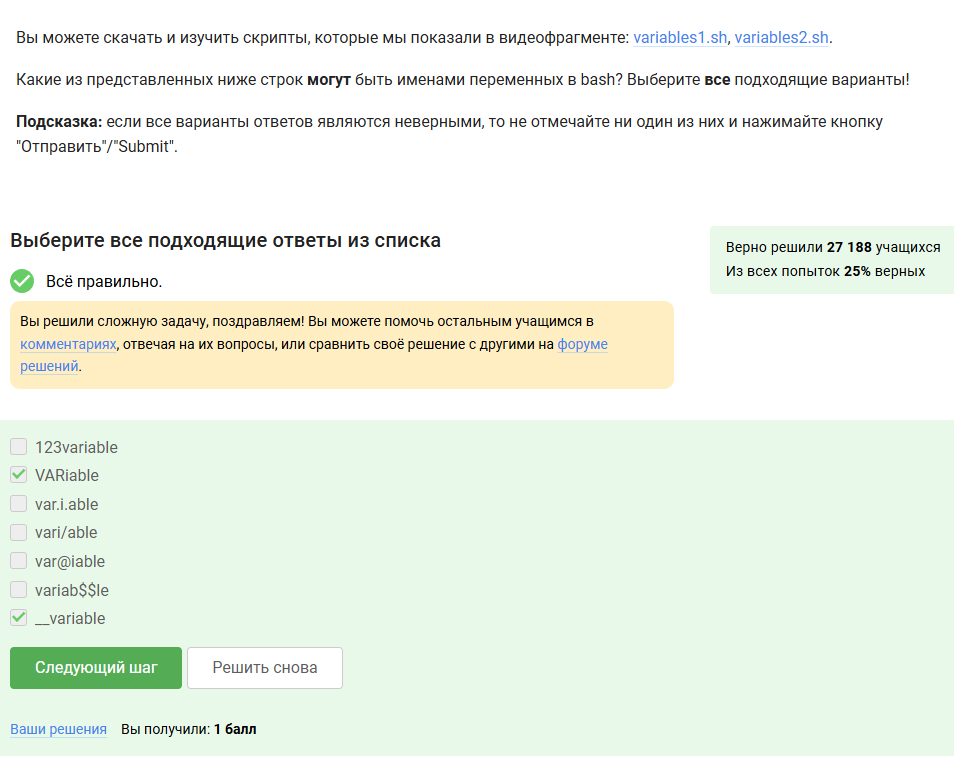 Вы можете скачать и изучить скрипты, которые мы показали в видеофрагменте: variables1.sh, variables2.sh.
Какие из представленных ниже строк могут быть именами переменных в bash? Выберите все подходящие варианты!
Подсказка: если все варианты ответов являются неверными, то не отмечайте ни один из них и нажимайте кнопку
"Отправить"/"Submit".
Выберите все подходящие ответы из списка
Верно решили 27 188 учащихся
Из всех попыток 25% верных
Всё правильно.
Вы решили сложную задачу, поздравляем! Вы можете помочь остальным учащимся в
комментариях, отвечая на их вопросы, или сравнить своё решение с другими на форуме
решений.
123variable
VARiable
var.i.able
vari/able
var@iable
variab$$le
__variable
Следующий шаг
Решить снова
Ваши решения
Вы получили: 1 балл